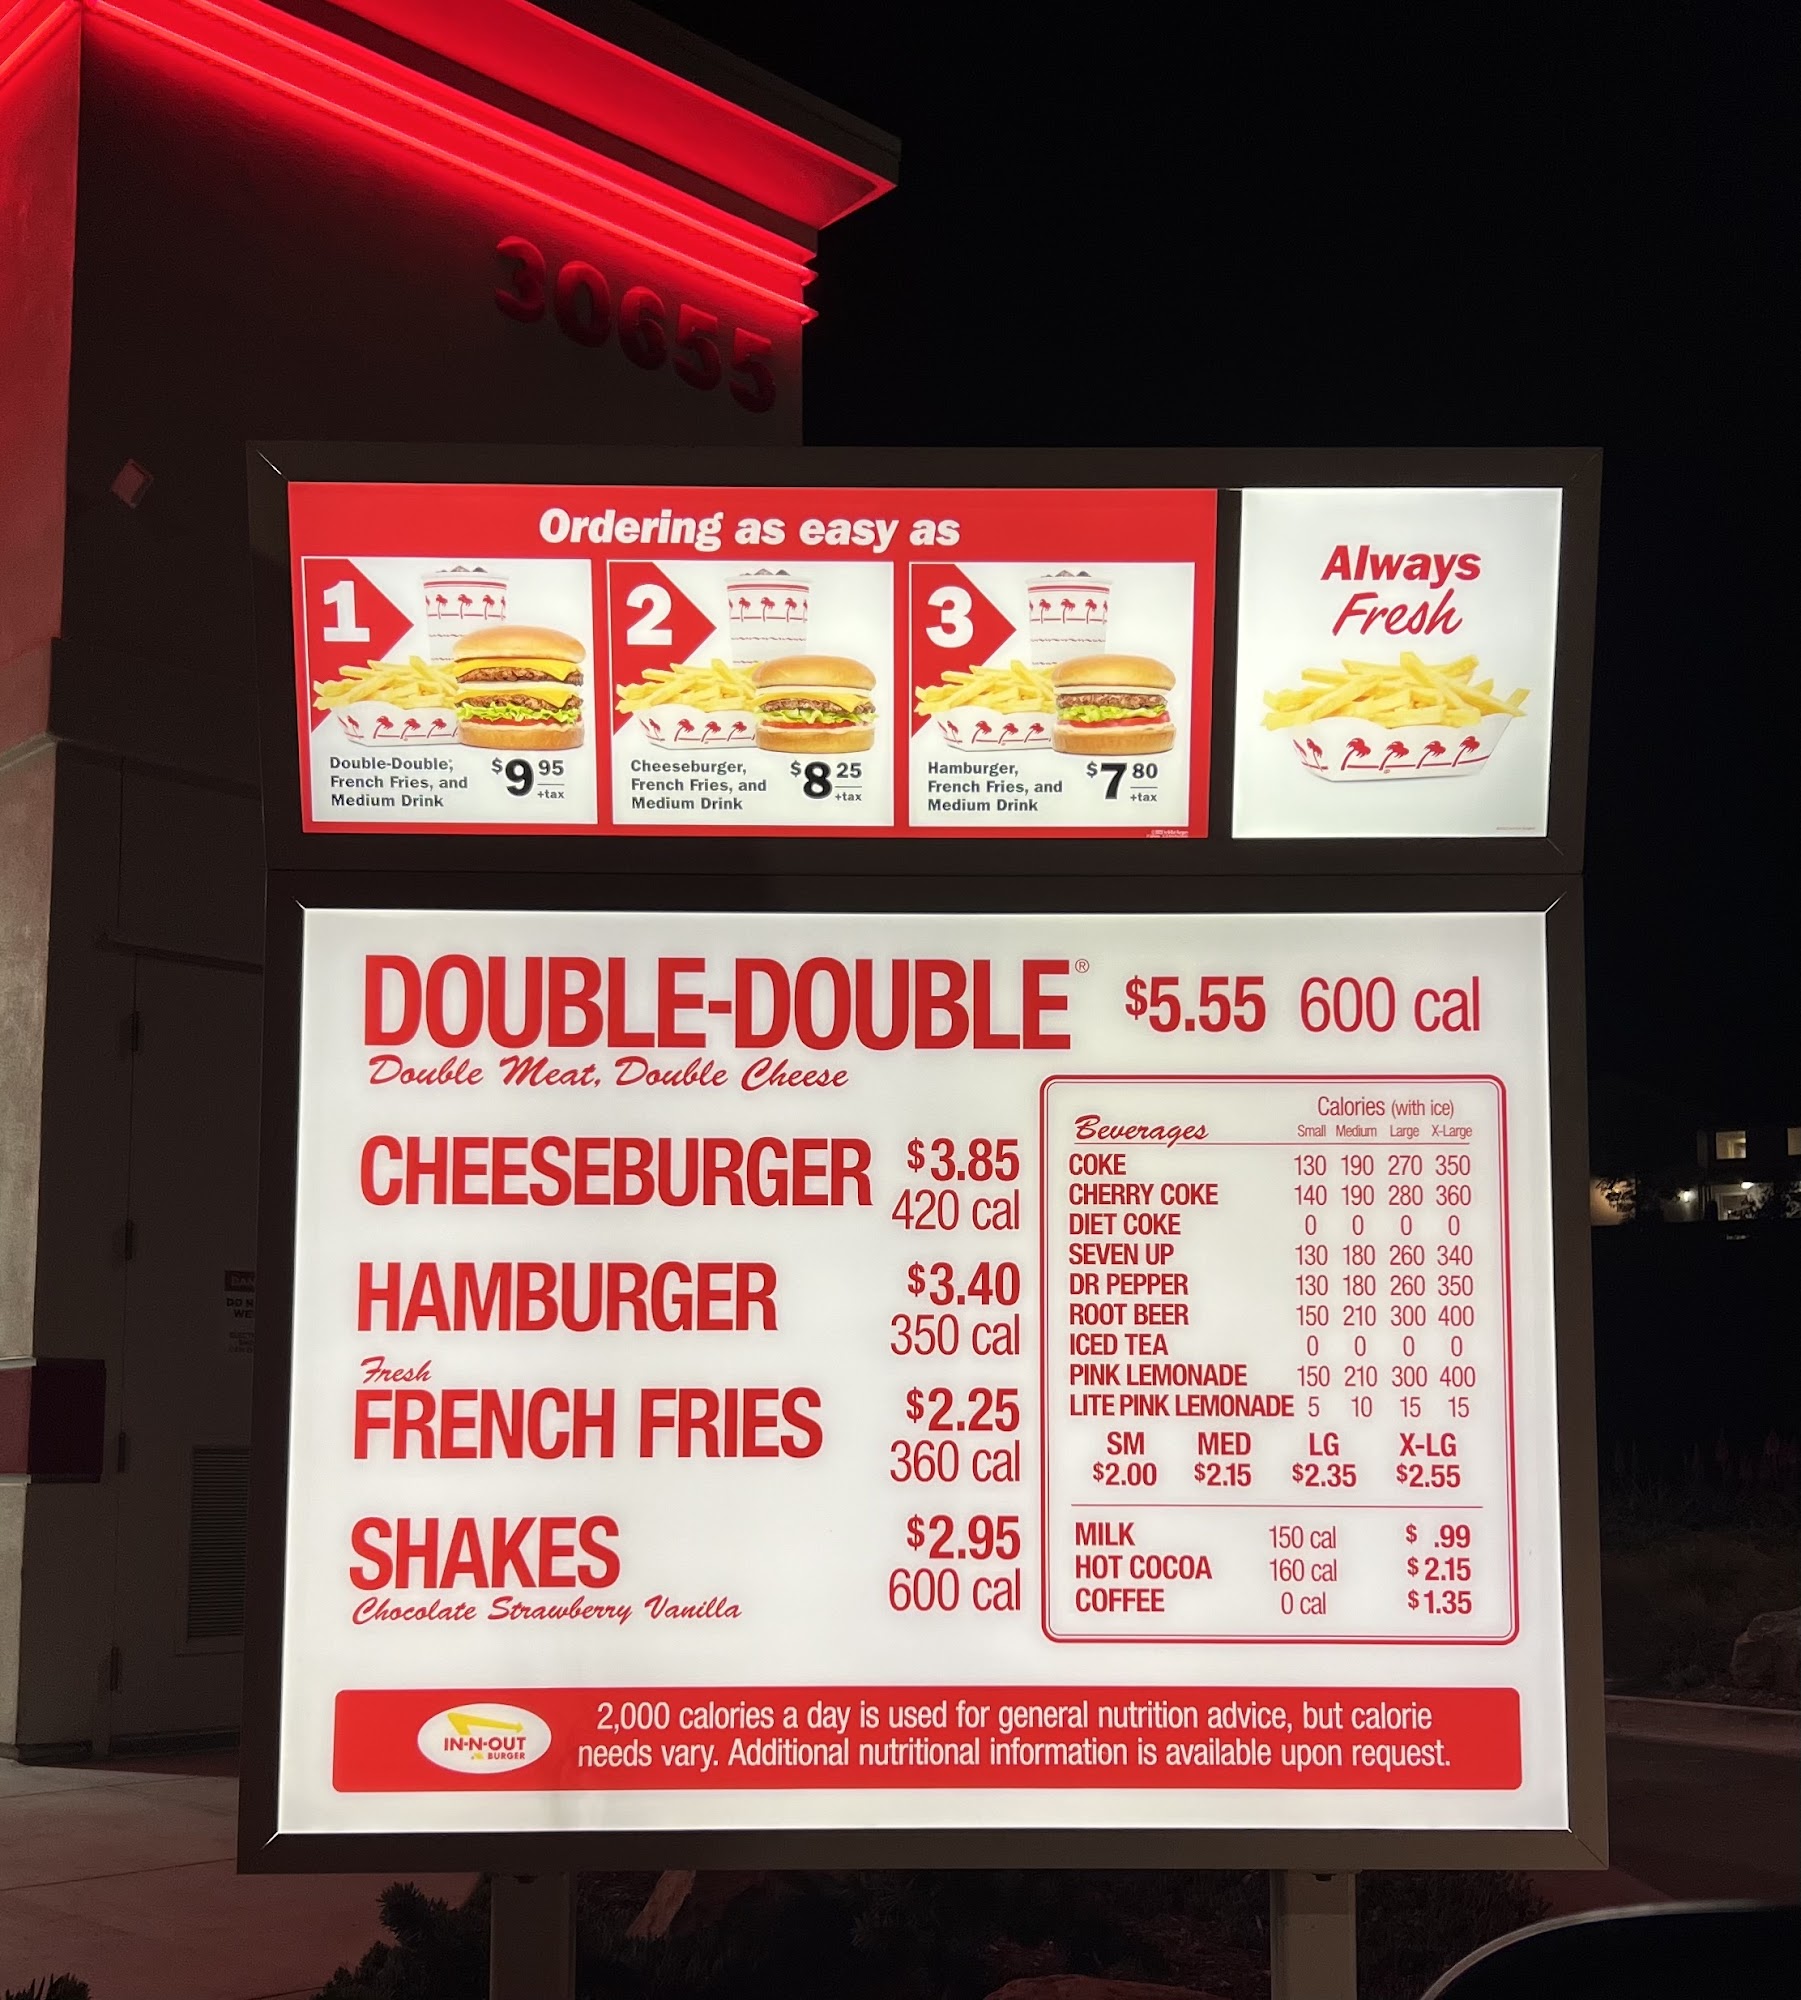 30655
Ordering as easy as
1
Double-Double,
French Fries, and
Medium Drink
$9 95
+tax
2
Cheeseburger,
French Fries, and
Medium Drink
$8 25
+tax
3
Hamburger,
French Fries, and
Medium Drink
$7 80
+tax
Always
Fresh
DOUBLE-DOUBLE® $5.55 600 cal
Double Meat, Double Cheese
CHEESEBURGER $3.85
420 cal
HAMBURGER $3.40
350 cal
Fresh
FRENCH FRIES $2.25
360 cal
SHAKES $2.95
600 cal
Chocolate Strawberry Vanilla
Calories (with ice)
Beverages Small Medium Large X-Large
COKE 130 190 270 350
CHERRY COKE 140 190 280 360
DIET COKE 0 0 0 0
SEVEN UP 130 180 260 340
DR PEPPER 130 180 260 350
ROOT BEER 150 210 300 400
ICED TEA 0 0 0 0
PINK LEMONADE 150 210 300 400
LITE PINK LEMONADE 5 10 15 15
SM MED LG X-LG
$2.00 $2.15 $2.35 $2.55
MILK 150 cal $ .99
HOT COCOA 160 cal $2.15
COFFEE 0 cal $1.35
IN-N-OUT
BURGER
2,000 calories a day is used for general nutrition advice, but calorie
needs vary. Additional nutritional information is available upon request.